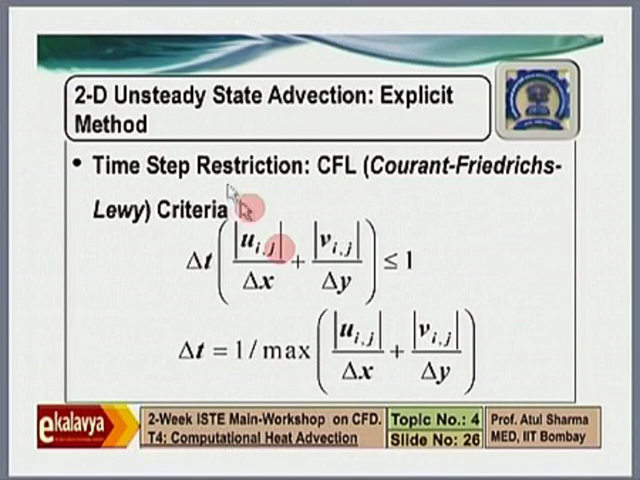 2-D Unsteady State Advection: Explicit
Method
• Time Step Restriction: CFL (Courant-Friedrichs-
Lewy) Criteria
Δt ( |u_{i,j}| / Δx + |v_{i,j}| / Δy ) ≤ 1
Δt = 1 / max ( |u_{i,j}| / Δx + |v_{i,j}| / Δy )
ekalavya
2-Week ISTE Main-Workshop on CFD.
T4: Computational Heat Advection
Topic No.: 4
Slide No: 26
Prof. Atul Sharma
MED, IIT Bombay